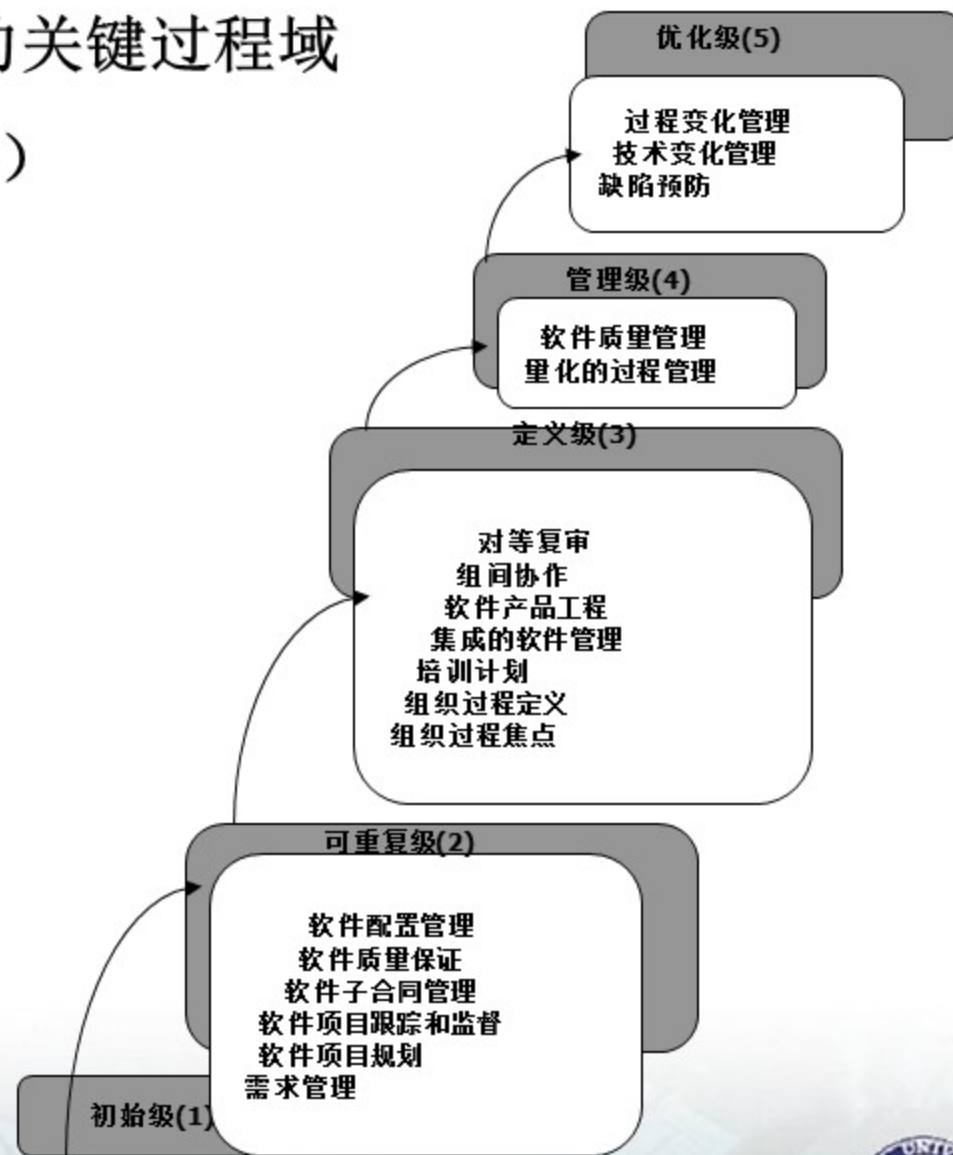 的关键过程域
)
优化级(5)
过程变化管理
技术变化管理
缺陷预防
管理级(4)
软件质量管理
量化的过程管理
定义级(3)
对等复审
组间协作
软件产品工程
集成的软件管理
培训计划
组织过程定义
组织过程焦点
可重复级(2)
软件配置管理
软件质量保证
软件子合同管理
软件项目跟踪和监督
软件项目规划
需求管理
初始级(1)